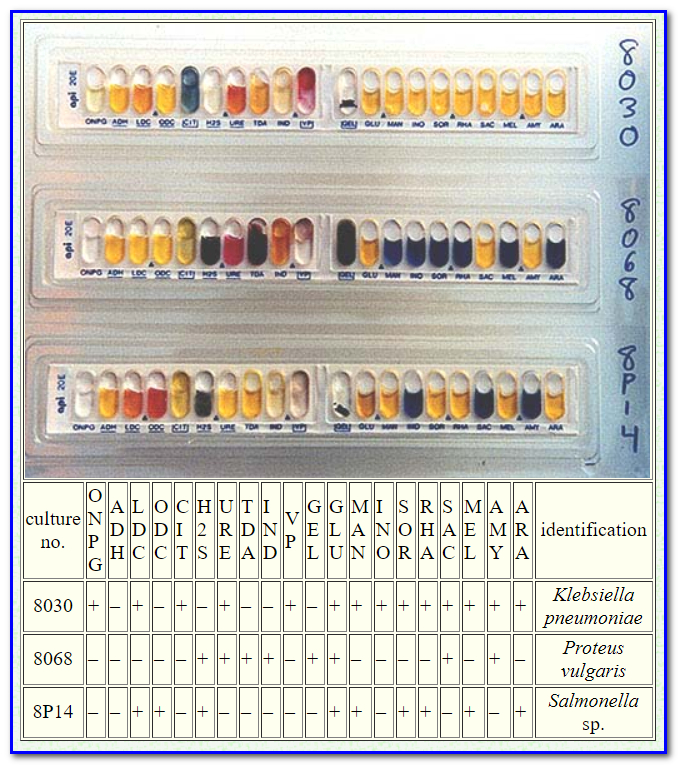 api 20E
ONPG ADH LDC ODC |CIT| H2S URE TDA IND |VP| |GEL| GLU MAN INO SOR RHA SAC MEL AMY ARA
8030
api 20E
ONPG ADH LDC ODC |CIT| H2S URE TDA IND |VP| |GEL| GLU MAN INO SOR RHA SAC MEL AMY ARA
8068
api 20E
ONPG ADH LDC ODC |CIT| H2S URE TDA IND |VP| |GEL| GLU MAN INO SOR RHA SAC MEL AMY ARA
8P14
culture no. ONPG ADH LDC ODC CIT H2S URE TDA IND VP GEL GLU MAN INO SOR RHA SAC MEL AMY ARA identification
8030 + – + – + – + – – + – + + + + + + + + + Klebsiella pneumoniae
8068 – – – – – + + + + – + + – – – – + – + – Proteus vulgaris
8P14 – – + + – + – – – – – + + – + + – + – + Salmonella sp.